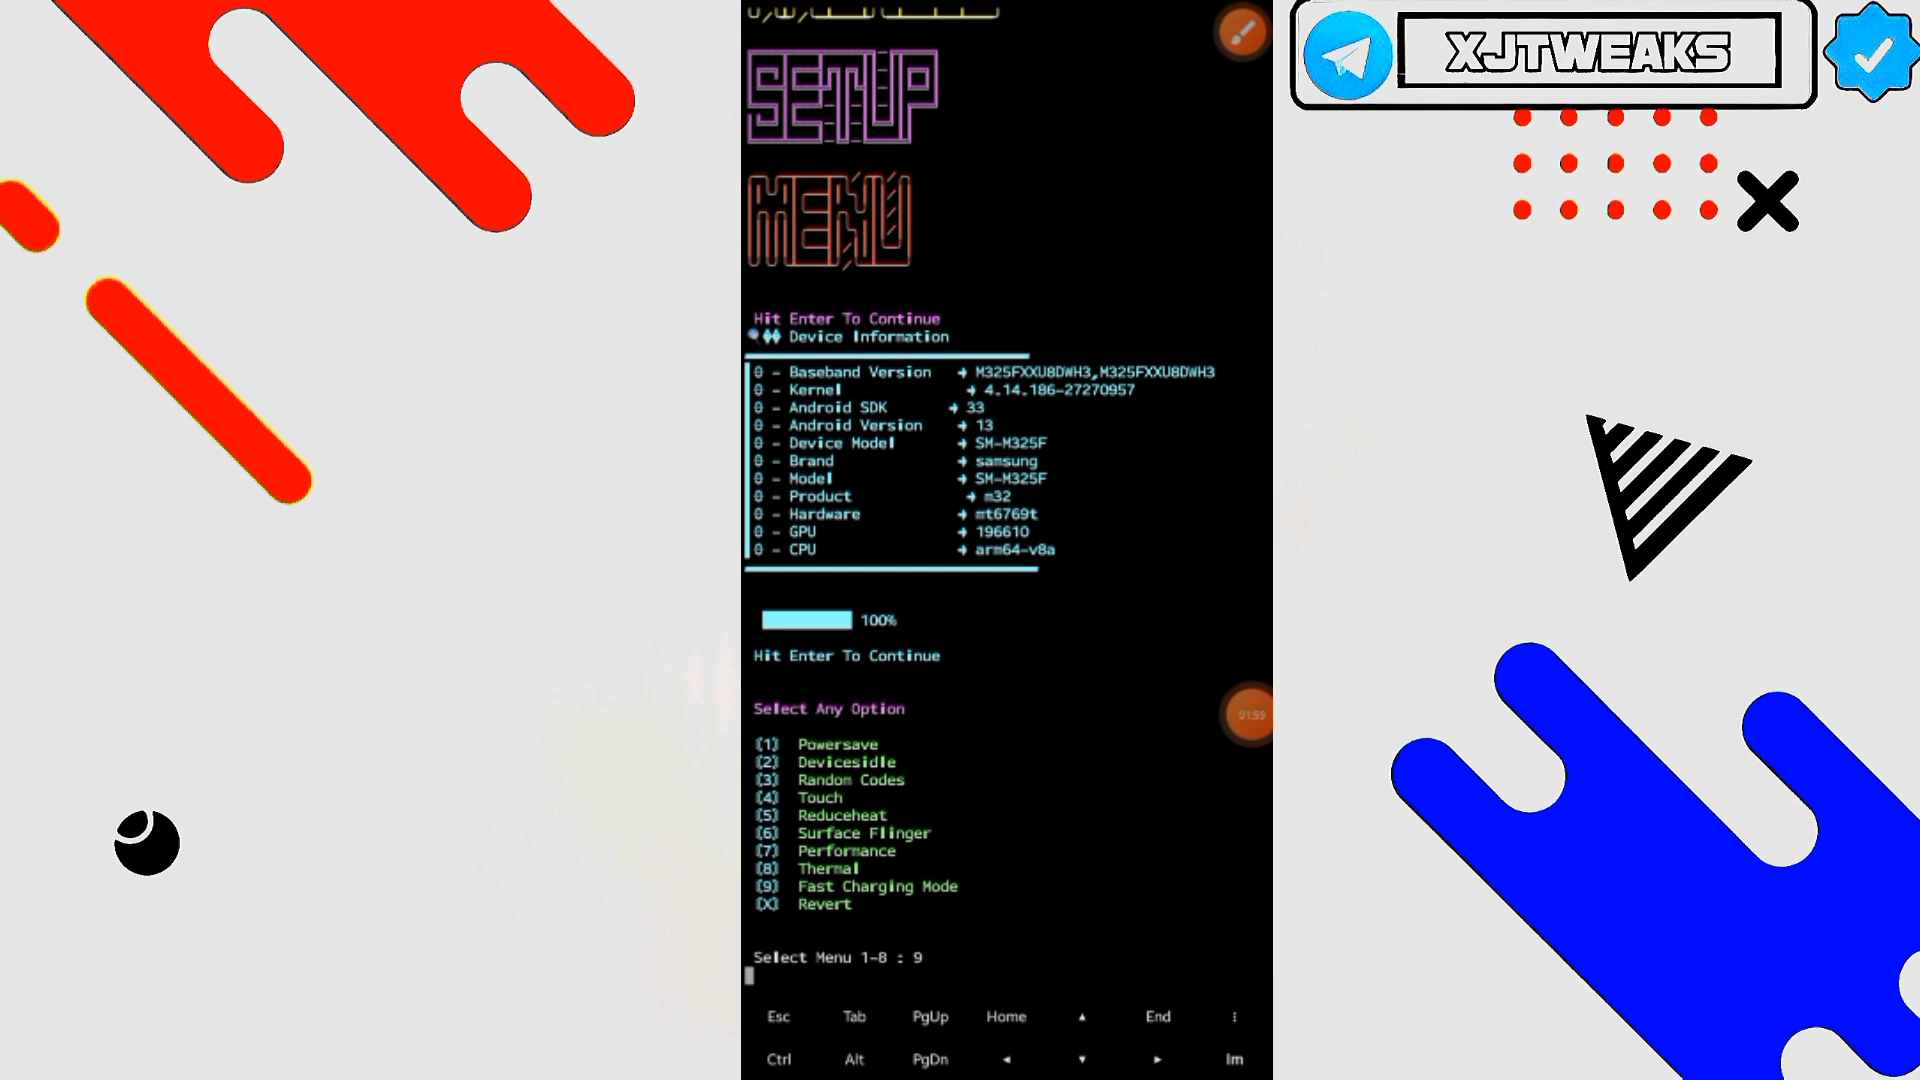 XJTWEAKS
SETUP
MENU
Hit Enter To Continue
Device Information
0 - Baseband Version → M325FXXU8DWH3,M325FXXU8DWH3
0 - Kernel → 4.14.186-27270957
0 - Android SDK → 33
0 - Android Version → 13
0 - Device Model → SM-M325F
0 - Brand → samsung
0 - Model → SM-M325F
0 - Product → m32
0 - Hardware → mt6769t
0 - GPU → 196610
0 - CPU → arm64-v8a
100%
Hit Enter To Continue
Select Any Option
01:59
[1] Powersave
[2] Devicesidle
[3] Random Codes
[4] Touch
[5] Reduceheat
[6] Surface Flinger
[7] Performance
[8] Thermal
[9] Fast Charging Mode
[X] Revert
Select Menu 1-8 : 9
Esc Tab PgUp Home ▲ End ⋮
Ctrl Alt PgDn ◄ ▼ ► Im